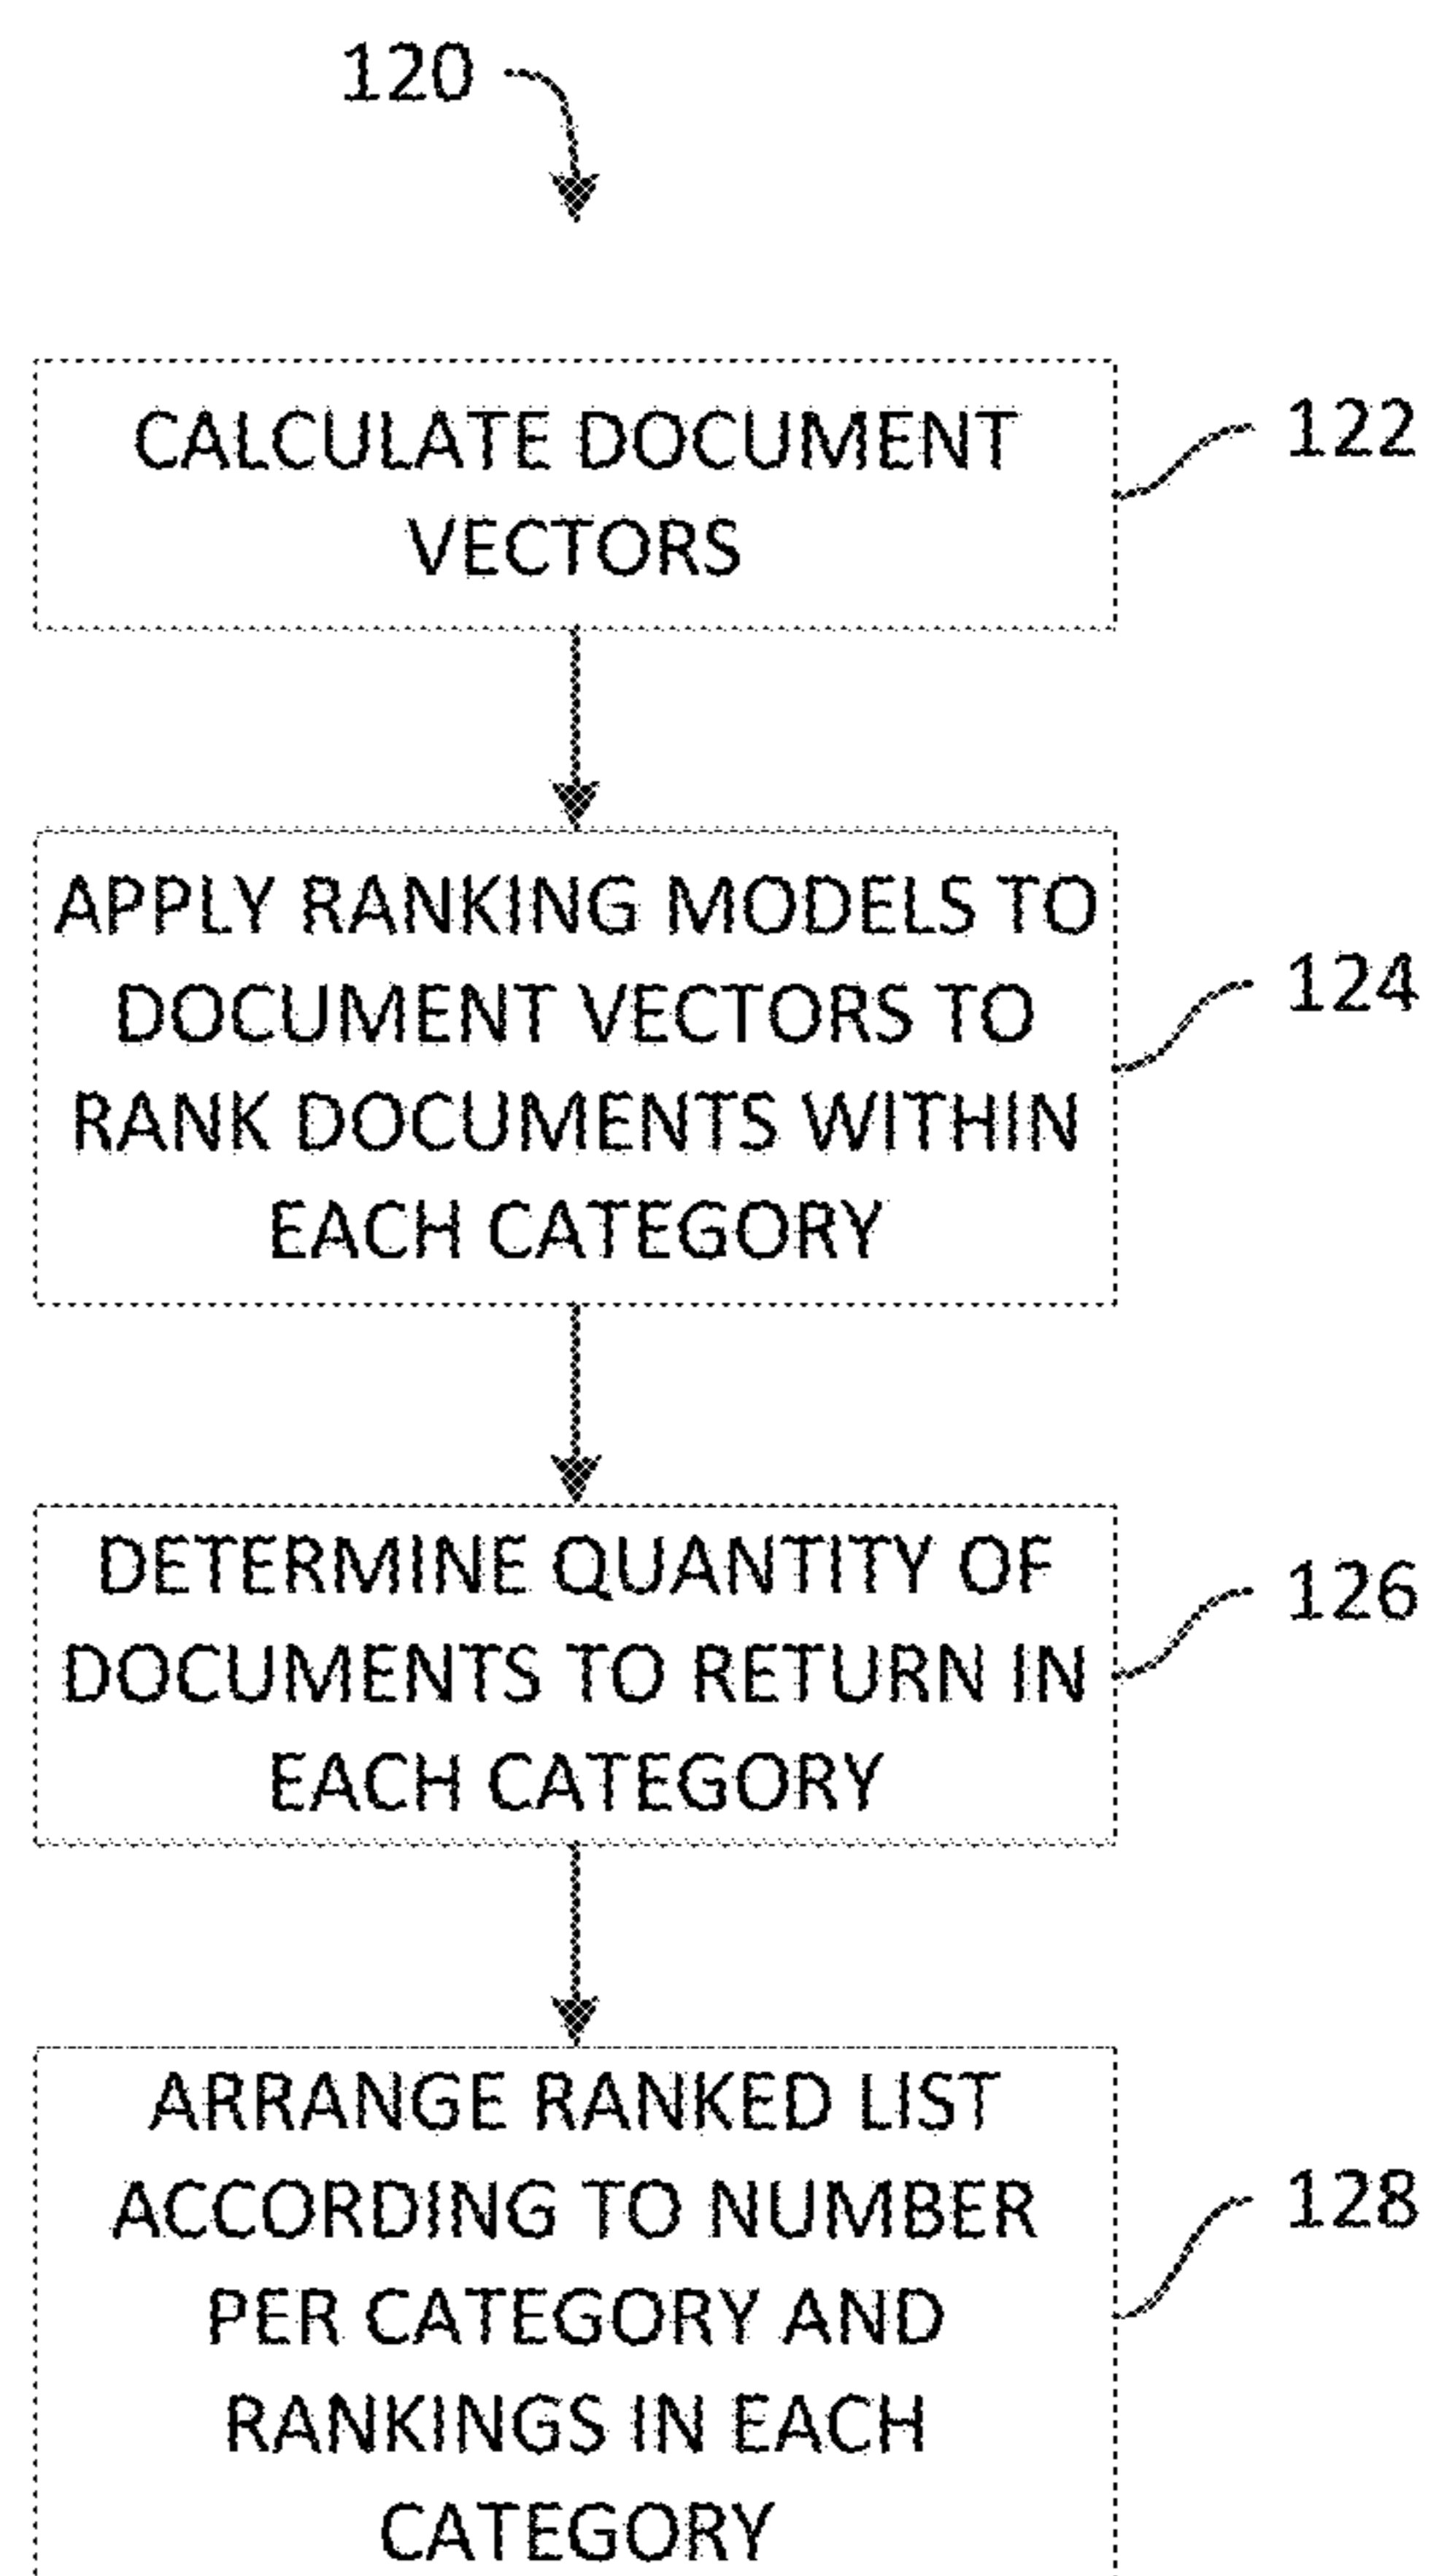 120
CALCULATE DOCUMENT
VECTORS
122
APPLY RANKING MODELS TO
DOCUMENT VECTORS TO
RANK DOCUMENTS WITHIN
EACH CATEGORY
124
DETERMINE QUANTITY OF
DOCUMENTS TO RETURN IN
EACH CATEGORY
126
ARRANGE RANKED LIST
ACCORDING TO NUMBER
PER CATEGORY AND
RANKINGS IN EACH
CATEGORY
128